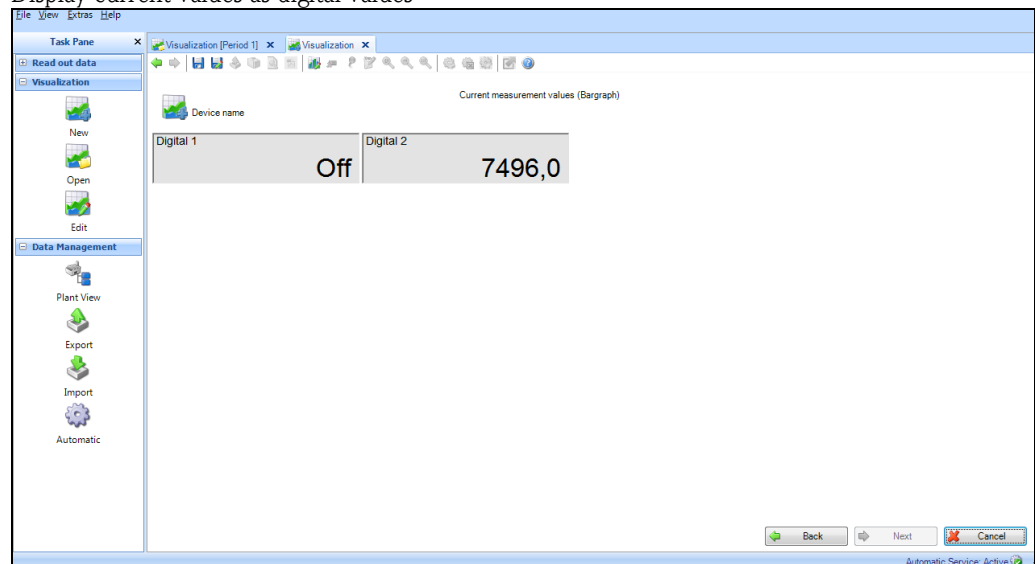 Display current values as digital values
File View Extras Help
Task Pane
Visualization [Period 1]
Visualization
Read out data
Visualization
Current measurement values (Bargraph)
Device name
New
Digital 1
Off
Digital 2
7496,0
Open
Edit
Data Management
Plant View
Export
Import
Automatic
Back
Next
Cancel
Automatic Service: Active